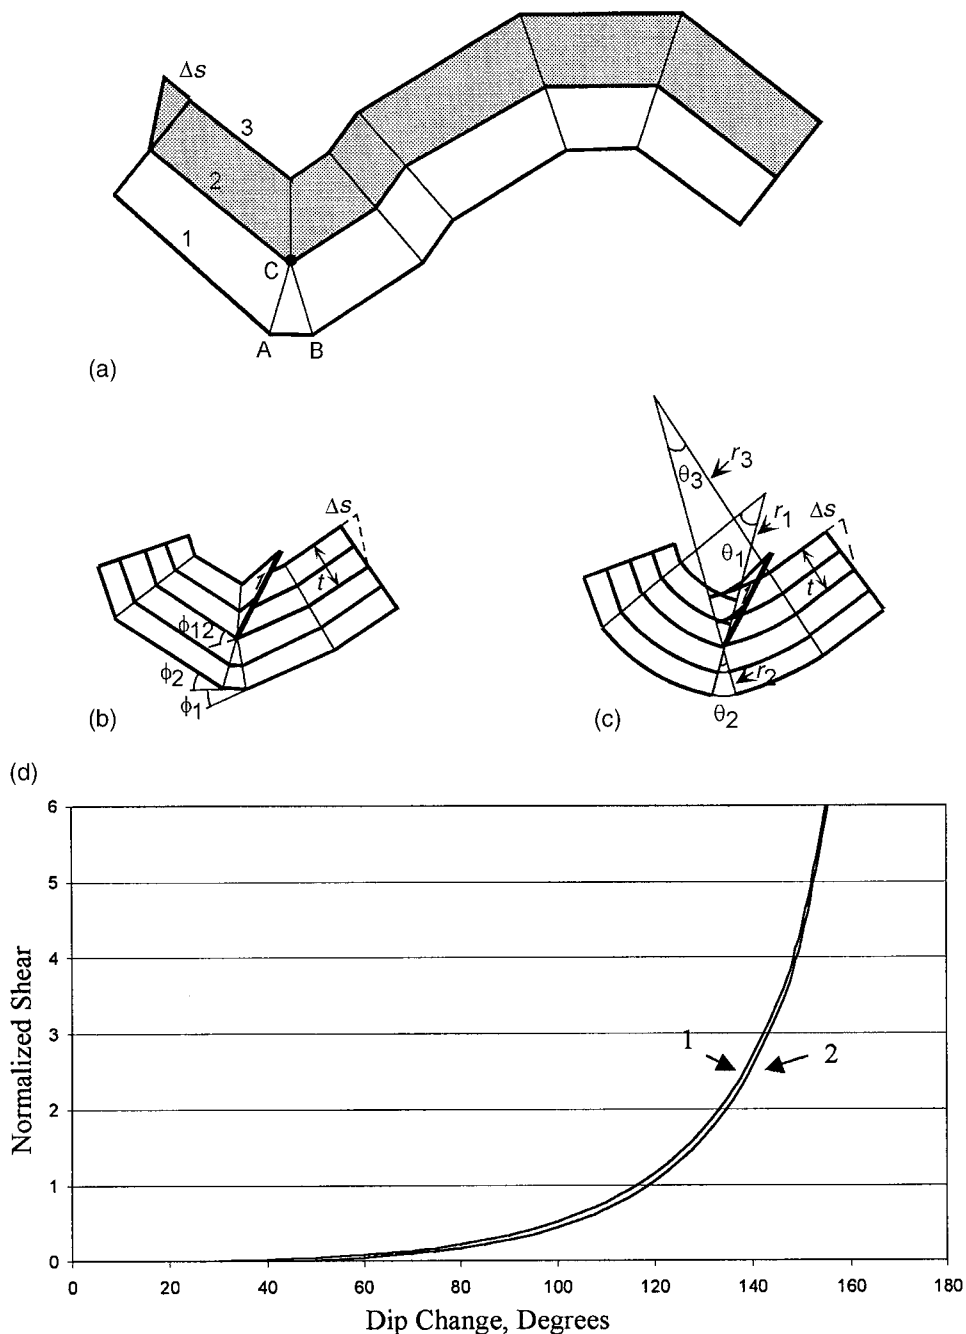 Δs
3
2
1
C
A B
(a)
Δs
t
ϕ12
ϕ2
ϕ1
(b)
r3
θ3
Δs
r1
θ1
t
r2
θ2
(c)
(d)
6
5
4
3
2
1
0
Normalized Shear
1 2
0 20 40 60 80 100 120 140 160 180
Dip Change, Degrees